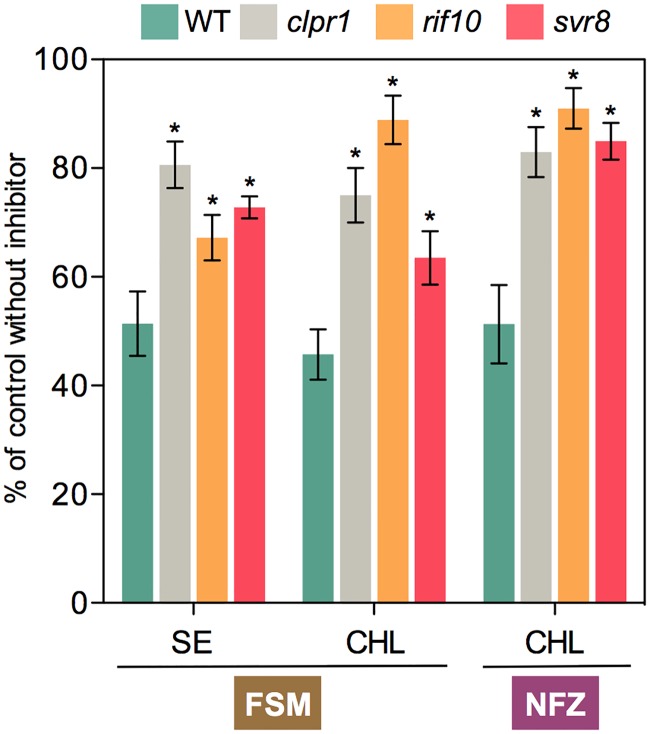 WT clpr1 rif10 svr8
% of control without inhibitor
100
80
60
40
20
0
* * *
* * *
* * *
SE CHL CHL
FSM NFZ